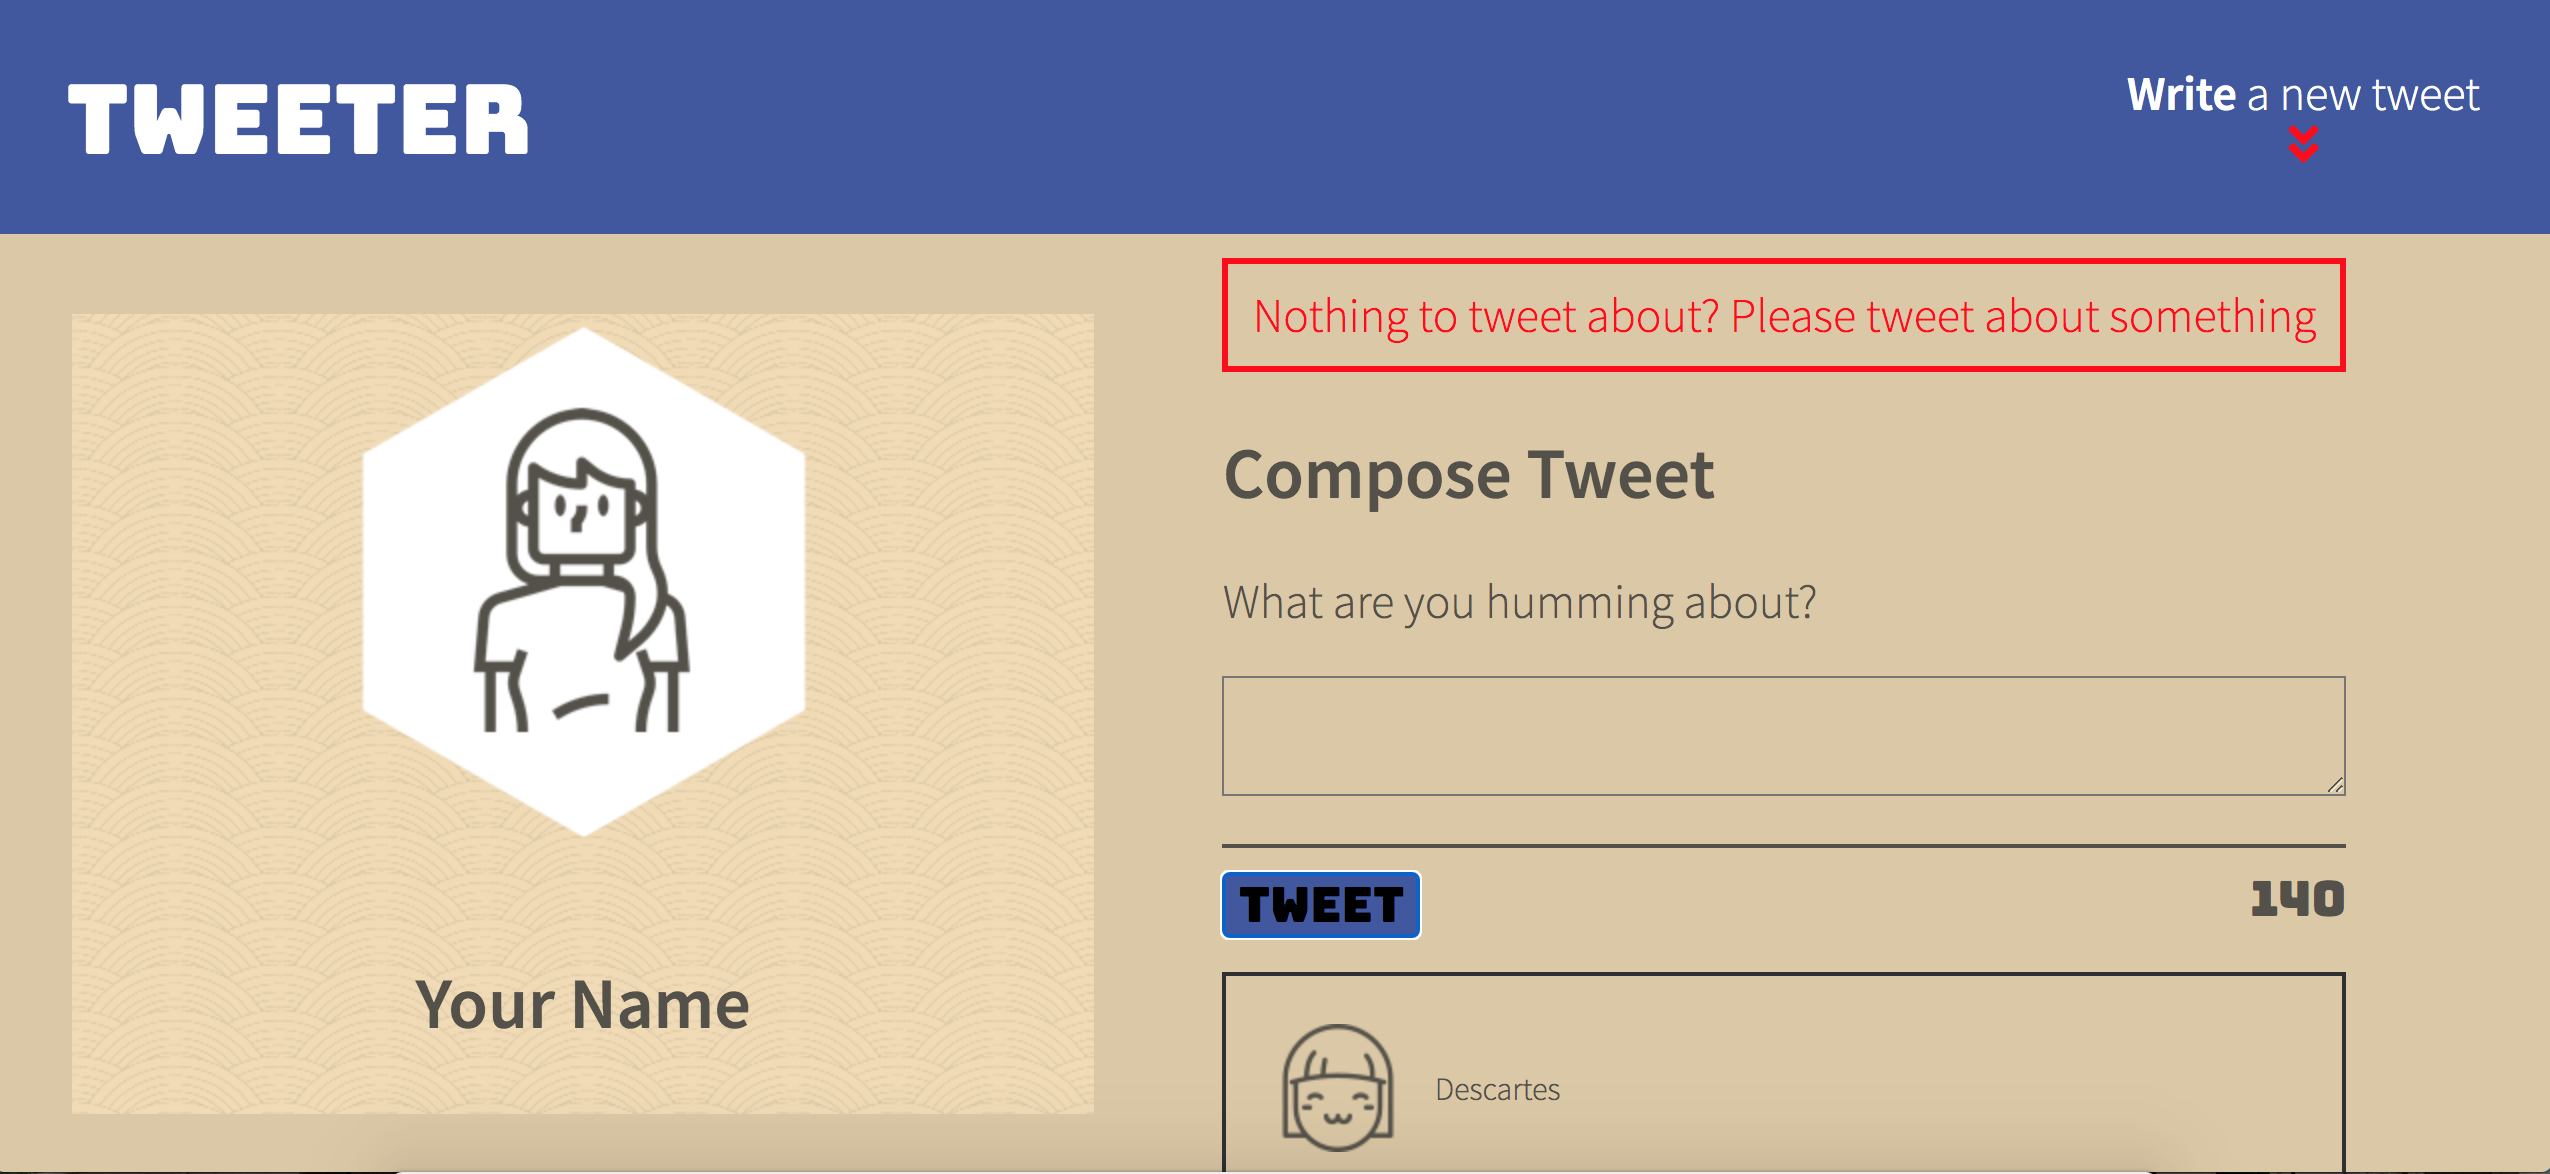 TWEETER
Write a new tweet
Nothing to tweet about? Please tweet about something
Your Name
Compose Tweet
What are you humming about?
TWEET
140
Descartes